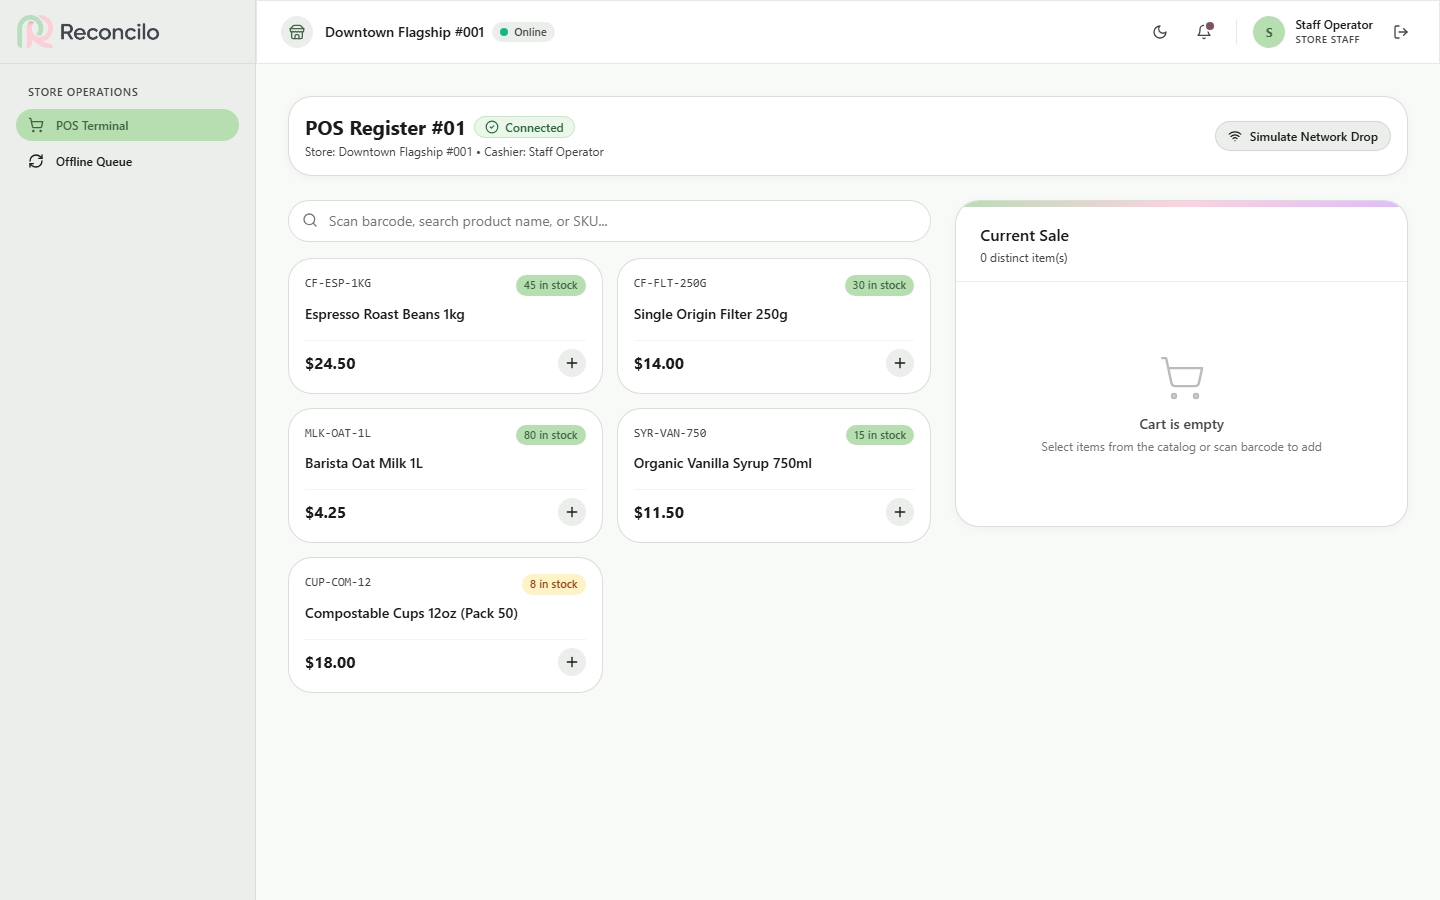 Reconcilo
Downtown Flagship #001
Online
S
Staff Operator
STORE STAFF
STORE OPERATIONS
POS Terminal
Offline Queue
POS Register #01
Connected
Store: Downtown Flagship #001 • Cashier: Staff Operator
Simulate Network Drop
Scan barcode, search product name, or SKU...
CF-ESP-1KG
45 in stock
Espresso Roast Beans 1kg
$24.50
CF-FLT-250G
30 in stock
Single Origin Filter 250g
$14.00
MLK-OAT-1L
80 in stock
Barista Oat Milk 1L
$4.25
SYR-VAN-750
15 in stock
Organic Vanilla Syrup 750ml
$11.50
CUP-COM-12
8 in stock
Compostable Cups 12oz (Pack 50)
$18.00
Current Sale
0 distinct item(s)
Cart is empty
Select items from the catalog or scan barcode to add